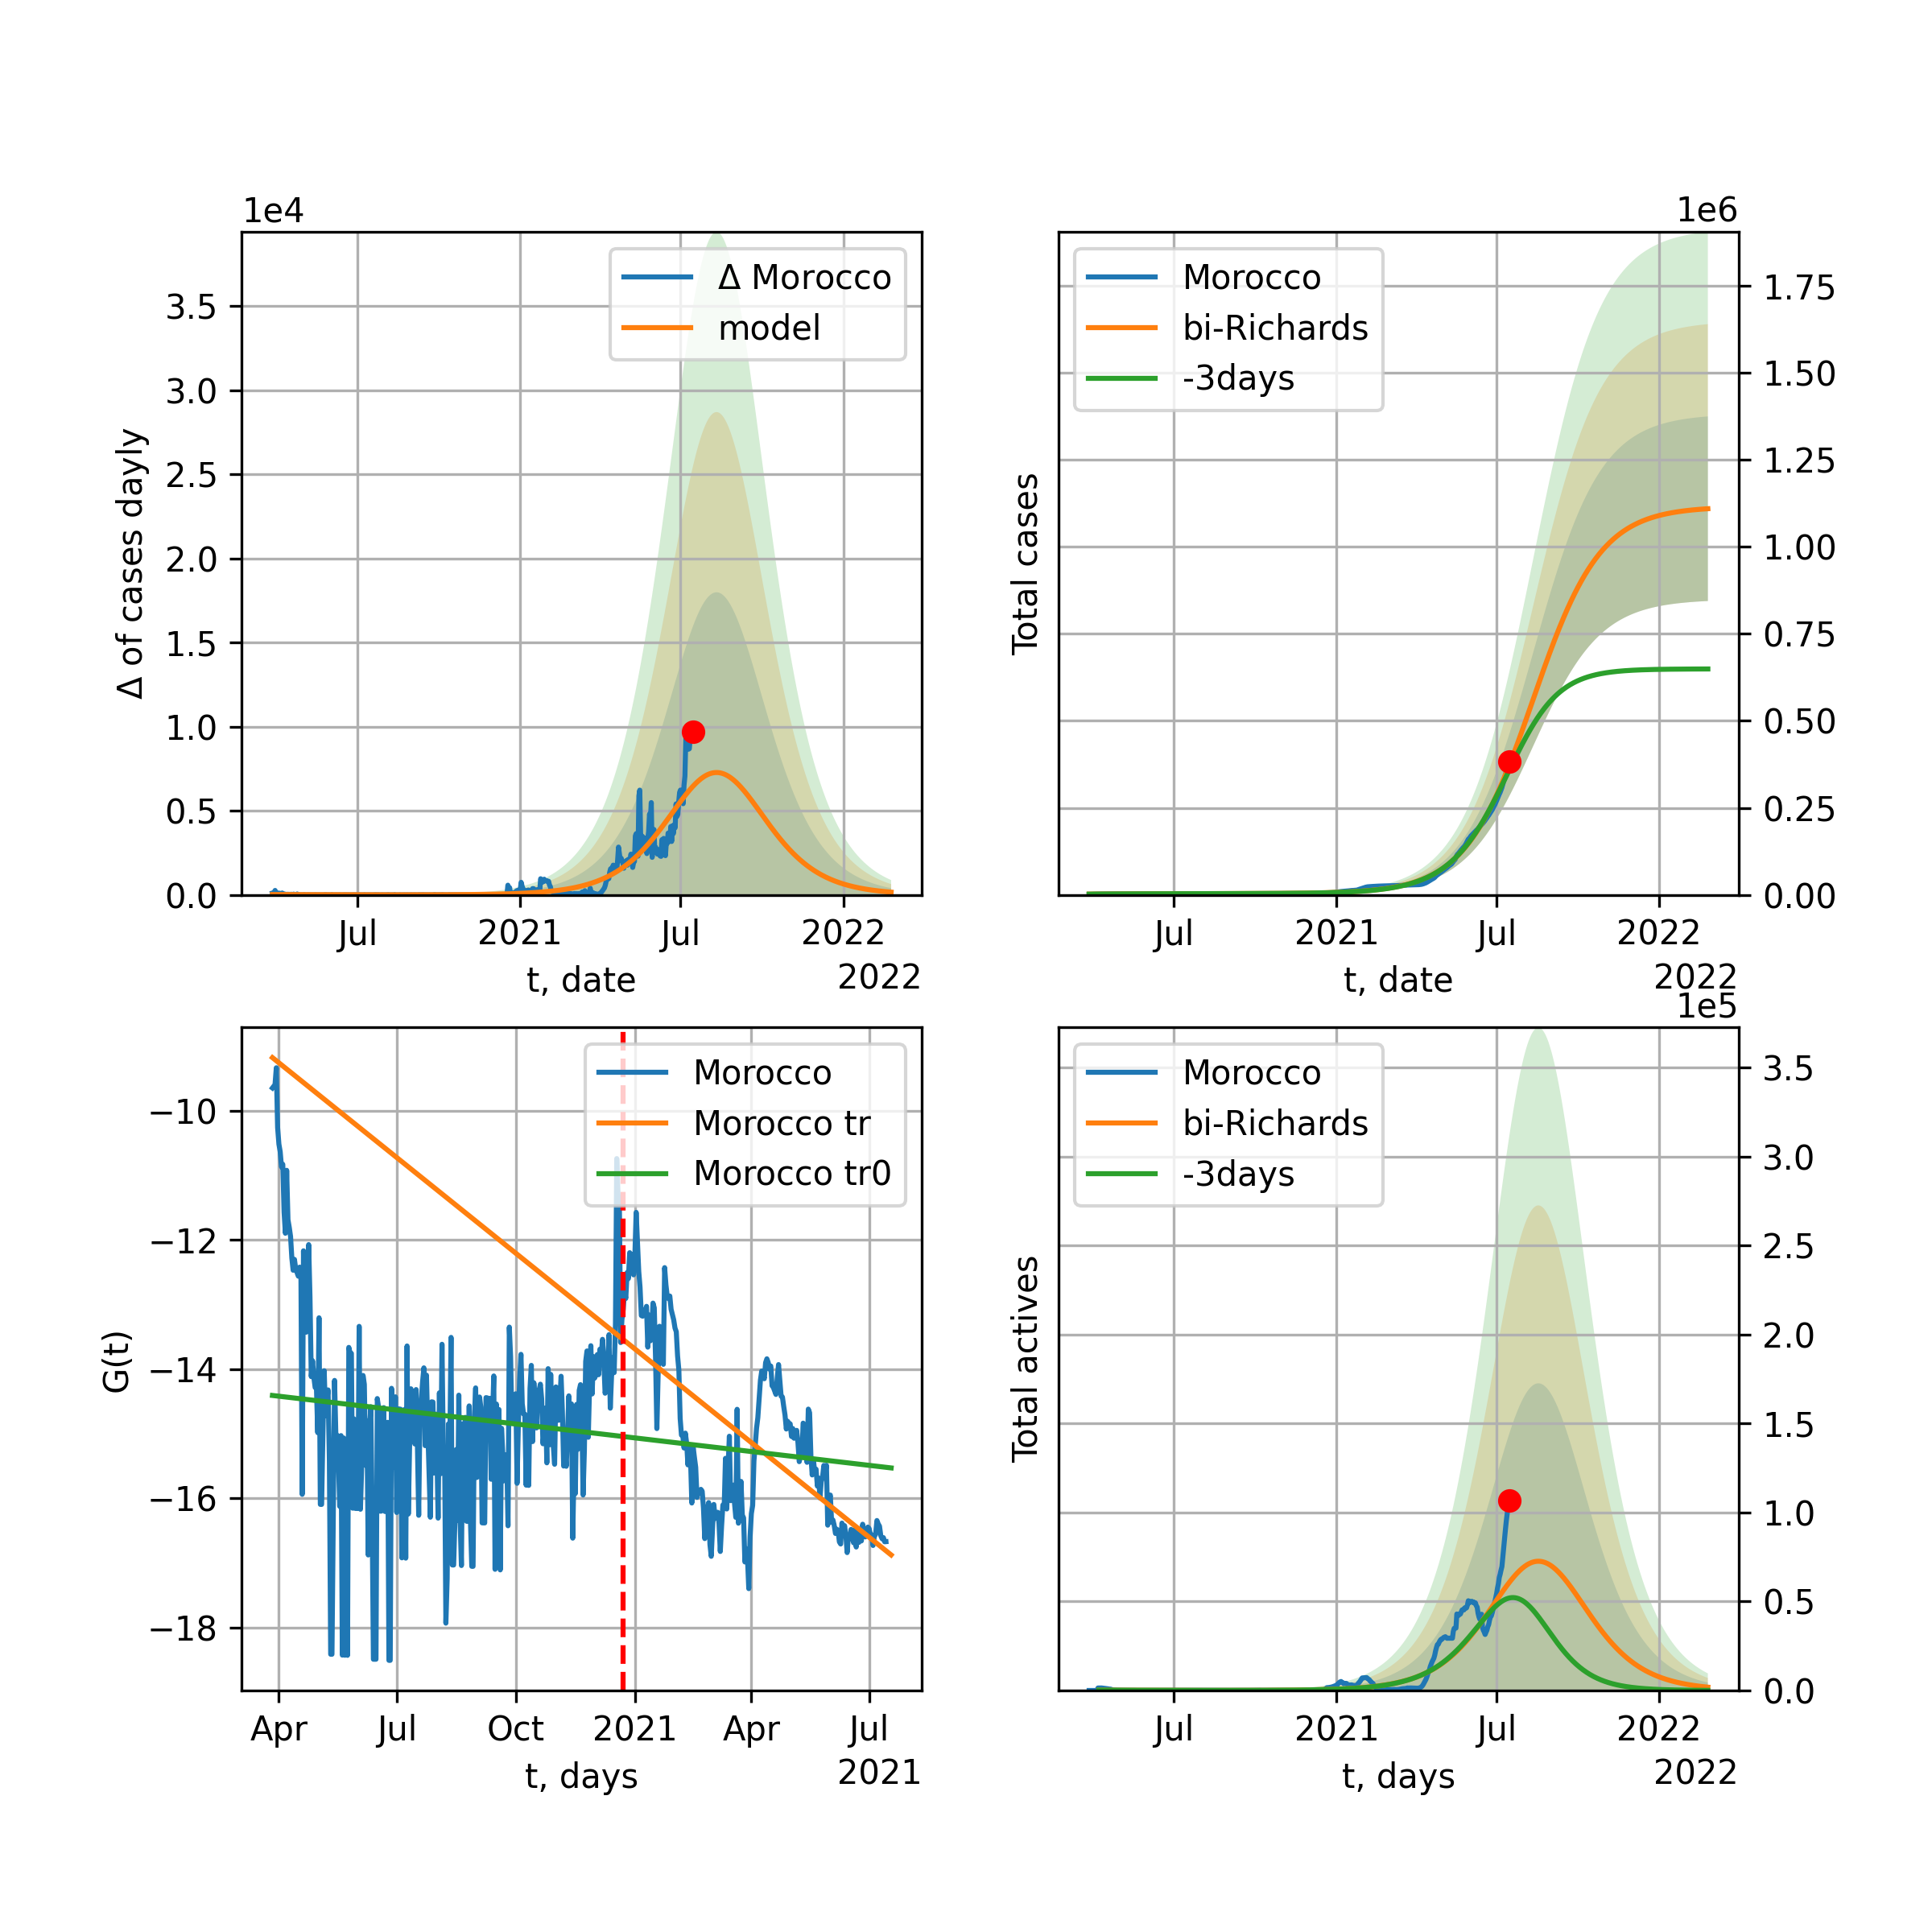 1e4
Δ of cases dayly
3.5
3.0
2.5
2.0
1.5
1.0
0.5
0.0
Δ Morocco
model
Jul
2021
Jul
2022
t, date
2022
1e6
Total cases
Morocco
bi-Richards
-3days
1.75
1.50
1.25
1.00
0.75
0.50
0.25
0.00
Jul
2021
Jul
2022
t, date
2022
G(t)
−10
−12
−14
−16
−18
Morocco
Morocco tr
Morocco tr0
Apr
Jul
Oct
2021
Apr
Jul
t, days
2021
1e5
Total actives
Morocco
bi-Richards
-3days
3.5
3.0
2.5
2.0
1.5
1.0
0.5
0.0
Jul
2021
Jul
2022
t, days
2022